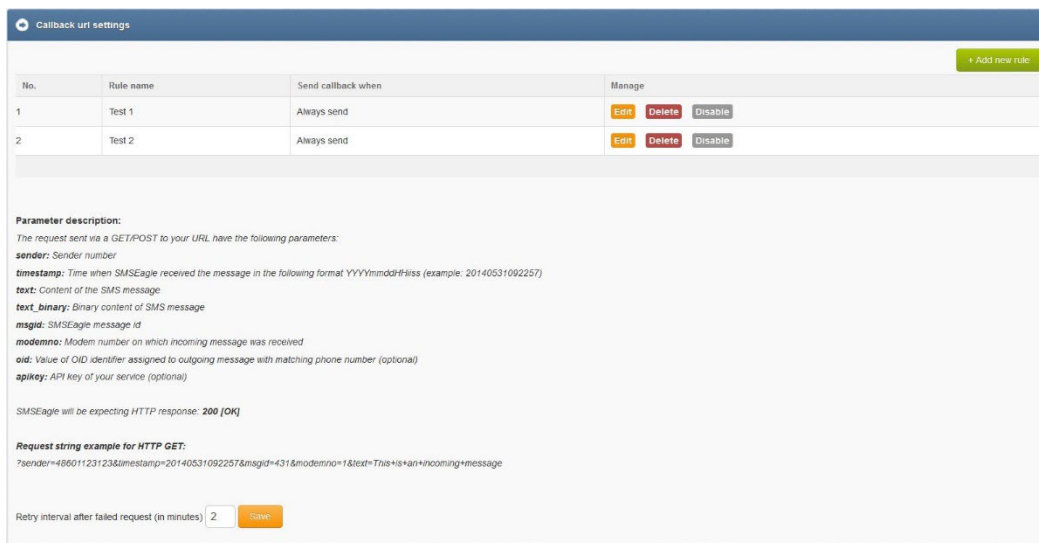 Callback url settings
+ Add new rule
No. Rule name Send callback when Manage
1 Test 1 Always send Edit Delete Disable
2 Test 2 Always send Edit Delete Disable
Parameter description:
The request sent via a GET/POST to your URL have the following parameters:
sender: Sender number
timestamp: Time when SMSEagle received the message in the following format YYYYmmddHHiiss (example: 20140531092257)
text: Content of the SMS message
text_binary: Binary content of SMS message
msgid: SMSEagle message id
modemno: Modem number on which incoming message was received
oid: Value of OID identifier assigned to outgoing message with matching phone number (optional)
apikey: API key of your service (optional)
SMSEagle will be expecting HTTP response: 200 [OK]
Request string example for HTTP GET:
?sender=48601123123&timestamp=20140531092257&msgid=431&modemno=1&text=This+is+an+incoming+message
Retry interval after failed request (in minutes) 2 Save